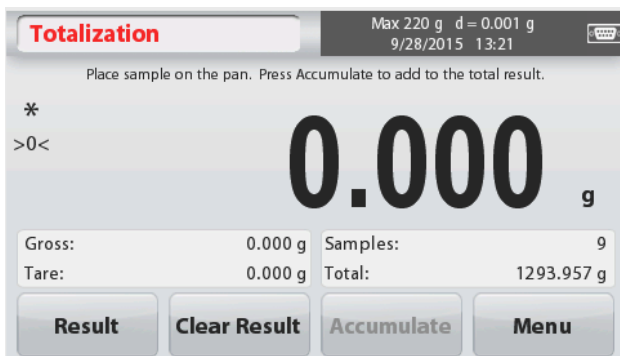 Totalization
Max 220 g d = 0.001 g
9/28/2015 13:21
Place sample on the pan. Press Accumulate to add to the total result.
*
>0<
0.000 g
Gross: 0.000 g Samples: 9
Tare: 0.000 g Total: 1293.957 g
Result Clear Result Accumulate Menu